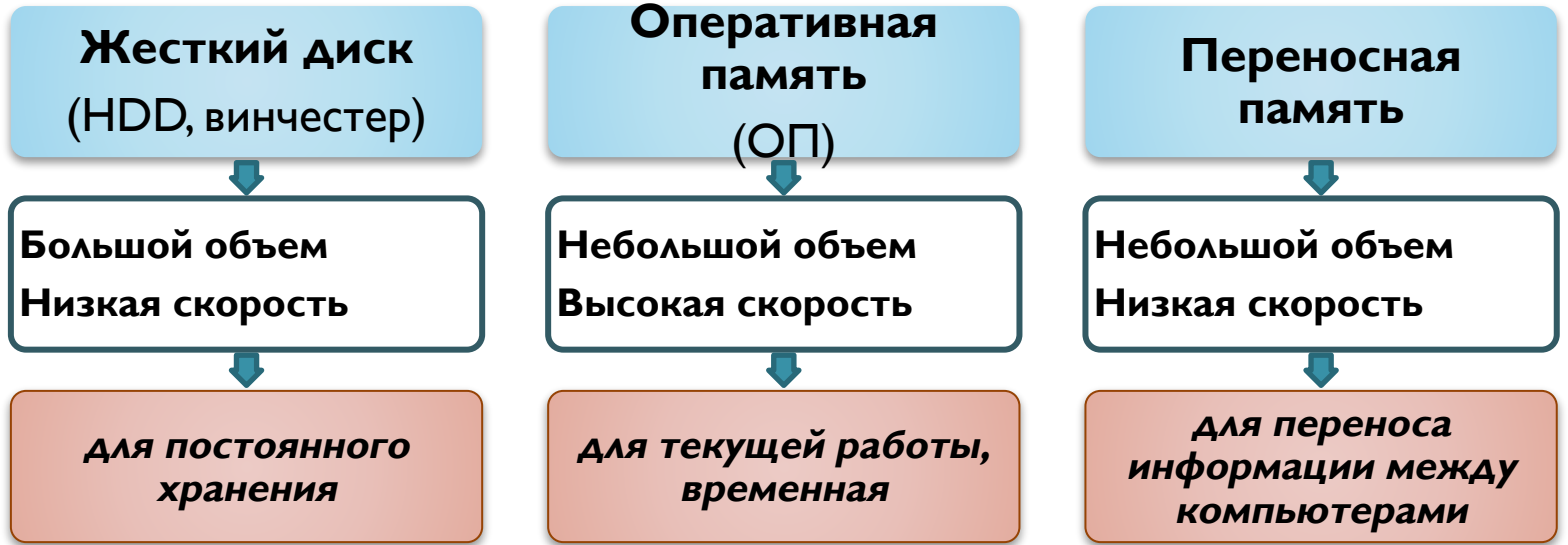 Жесткий диск
(HDD, винчестер)
Большой объем
Низкая скорость
для постоянного
хранения
Оперативная
память
(ОП)
Небольшой объем
Высокая скорость
для текущей работы,
временная
Переносная
память
Небольшой объем
Низкая скорость
для переноса
информации между
компьютерами